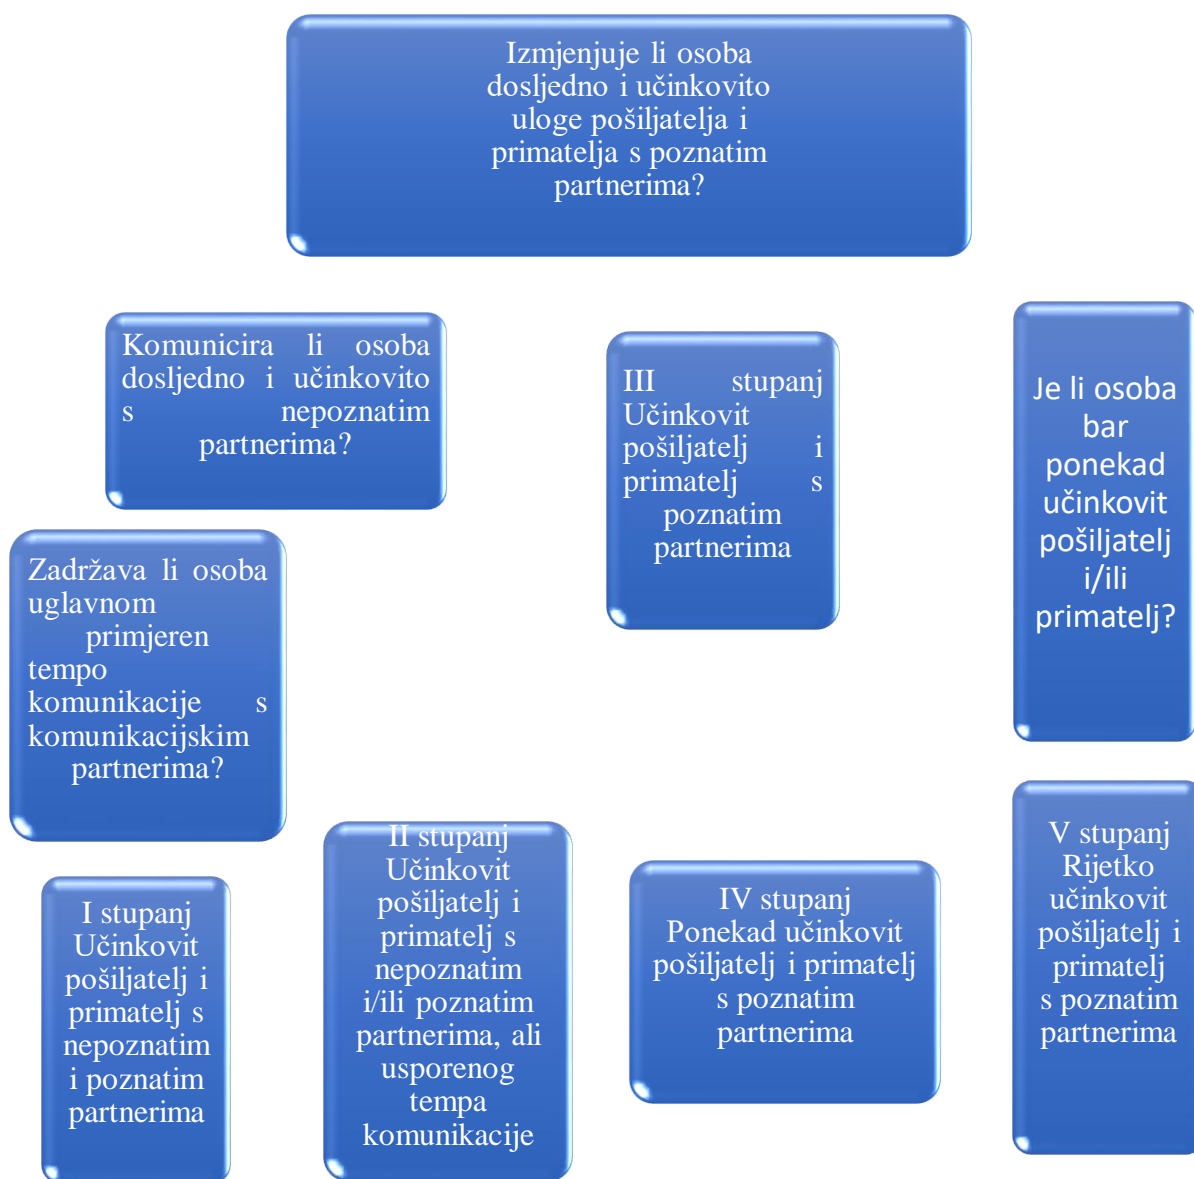 Izmjenjuje li osoba
dosljedno i učinkovito
uloge pošiljatelja i
primatelja s poznatim
partnerima?
Komunicira li osoba
dosljedno i učinkovito
s nepoznatim
partnerima?
III stupanj
Učinkovit
pošiljatelj i
primatelj s
poznatim
partnerima
Je li osoba
bar
ponekad
učinkovit
pošiljatelj
i/ili
primatelj?
Zadržava li osoba
uglavnom
primjeren
tempo
komunikacije s
komunikacijskim
partnerima?
I stupanj
Učinkovit
pošiljatelj i
primatelj s
nepoznatim
i poznatim
partnerima
II stupanj
Učinkovit
pošiljatelj i
primatelj s
nepoznatim
i/ili poznatim
partnerima, ali
usporenog
tempa
komunikacije
IV stupanj
Ponekad učinkovit
pošiljatelj i primatelj
s poznatim
partnerima
V stupanj
Rijetko
učinkovit
pošiljatelj i
primatelj
s poznatim
partnerima